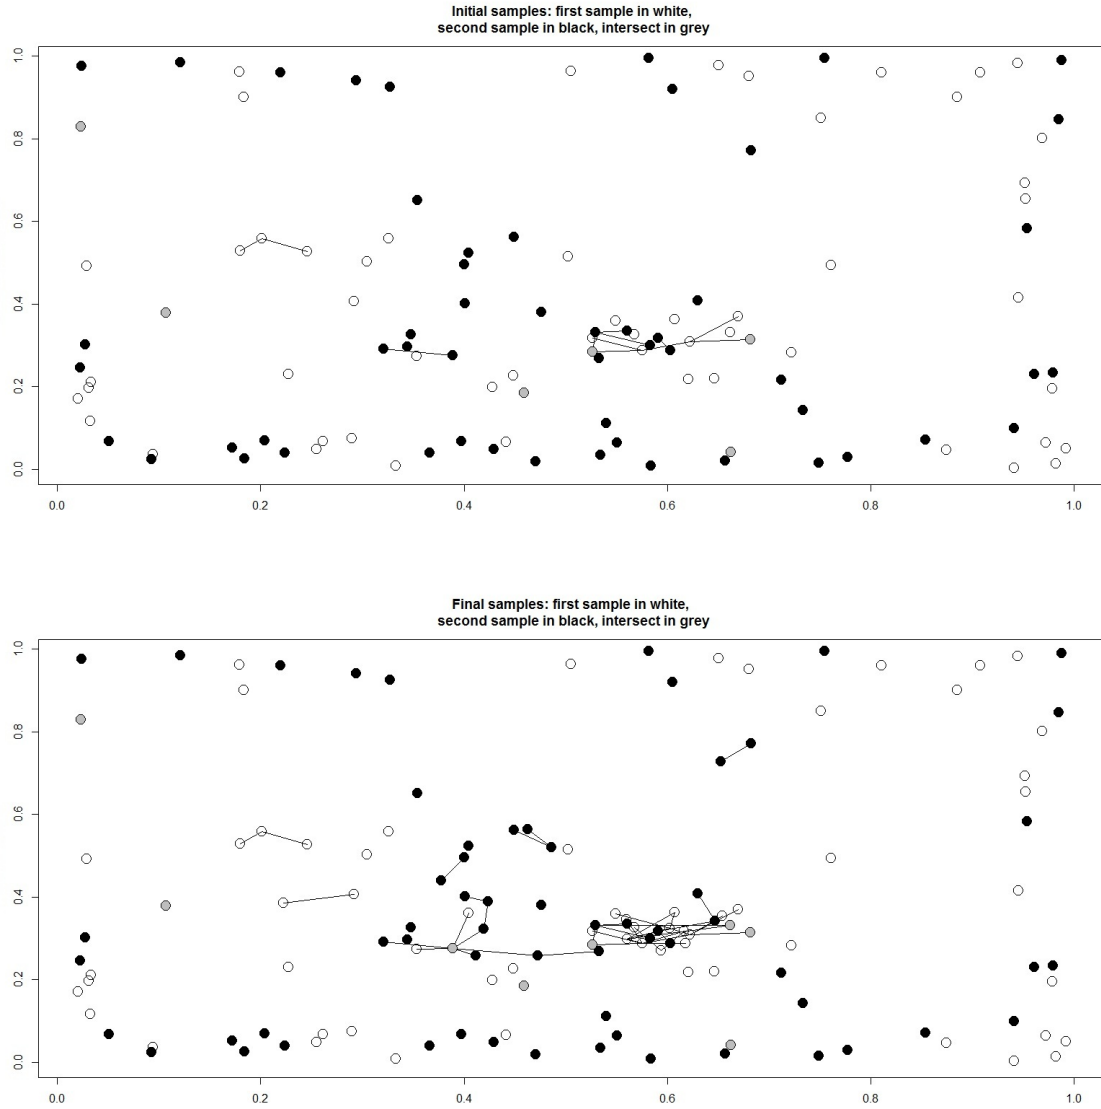 Initial samples: first sample in white,
second sample in black, intersect in grey
1.0
0.8
0.6
0.4
0.2
0.0
0.0 0.2 0.4 0.6 0.8 1.0
Final samples: first sample in white,
second sample in black, intersect in grey
1.0
0.8
0.6
0.4
0.2
0.0
0.0 0.2 0.4 0.6 0.8 1.0